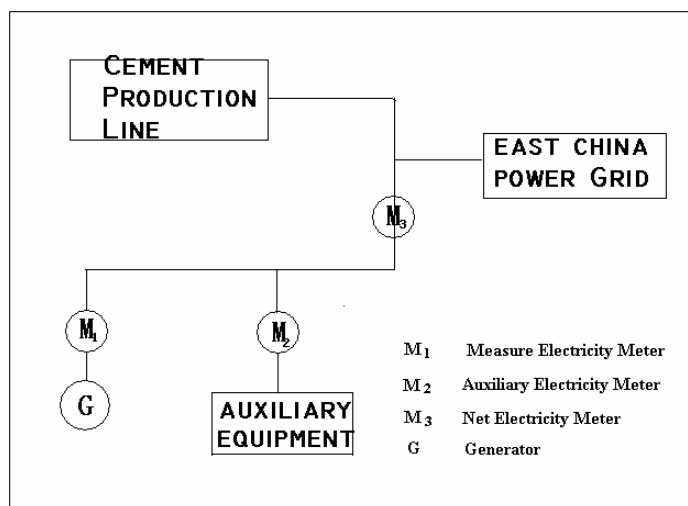 CEMENT
PRODUCTION
LINE
EAST CHINA
POWER GRID
M3
M1
M2
G
AUXILIARY
EQUIPMENT
M1 Measure Electricity Meter
M2 Auxiliary Electricity Meter
M3 Net Electricity Meter
G Generator